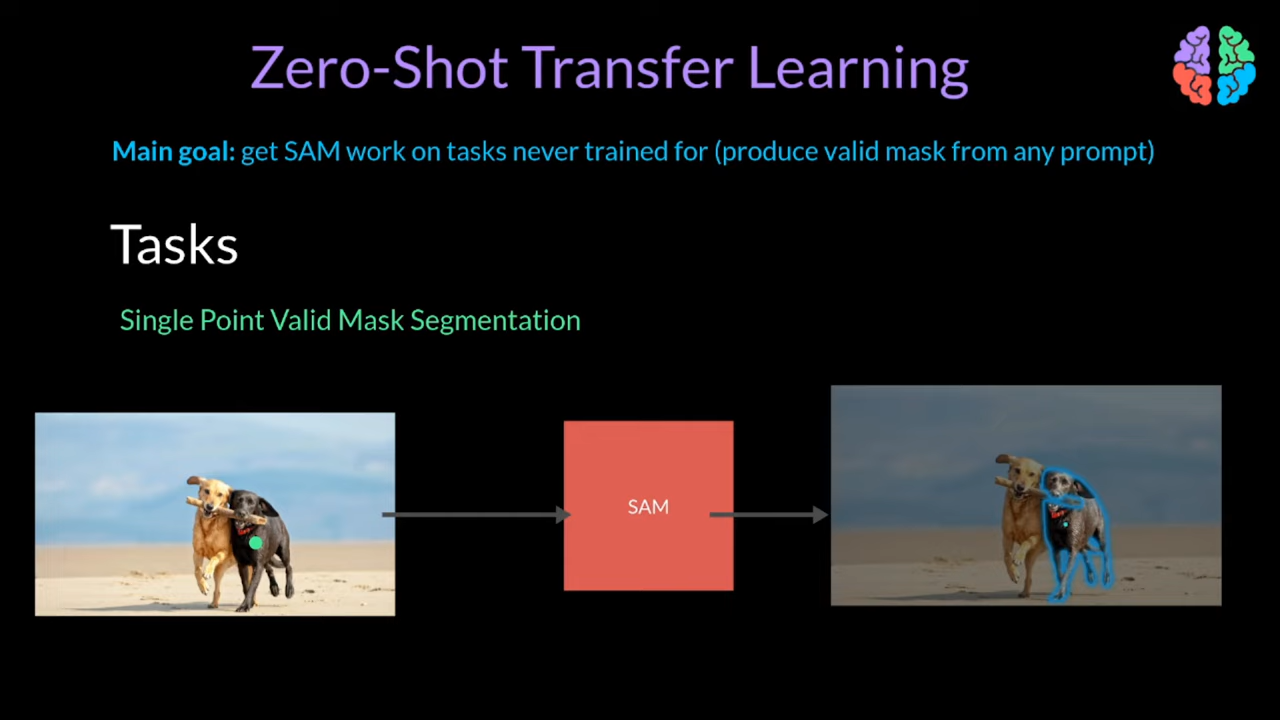 Zero-Shot Transfer Learning
Main goal: get SAM work on tasks never trained for (produce valid mask from any prompt)
Tasks
Single Point Valid Mask Segmentation
SAM